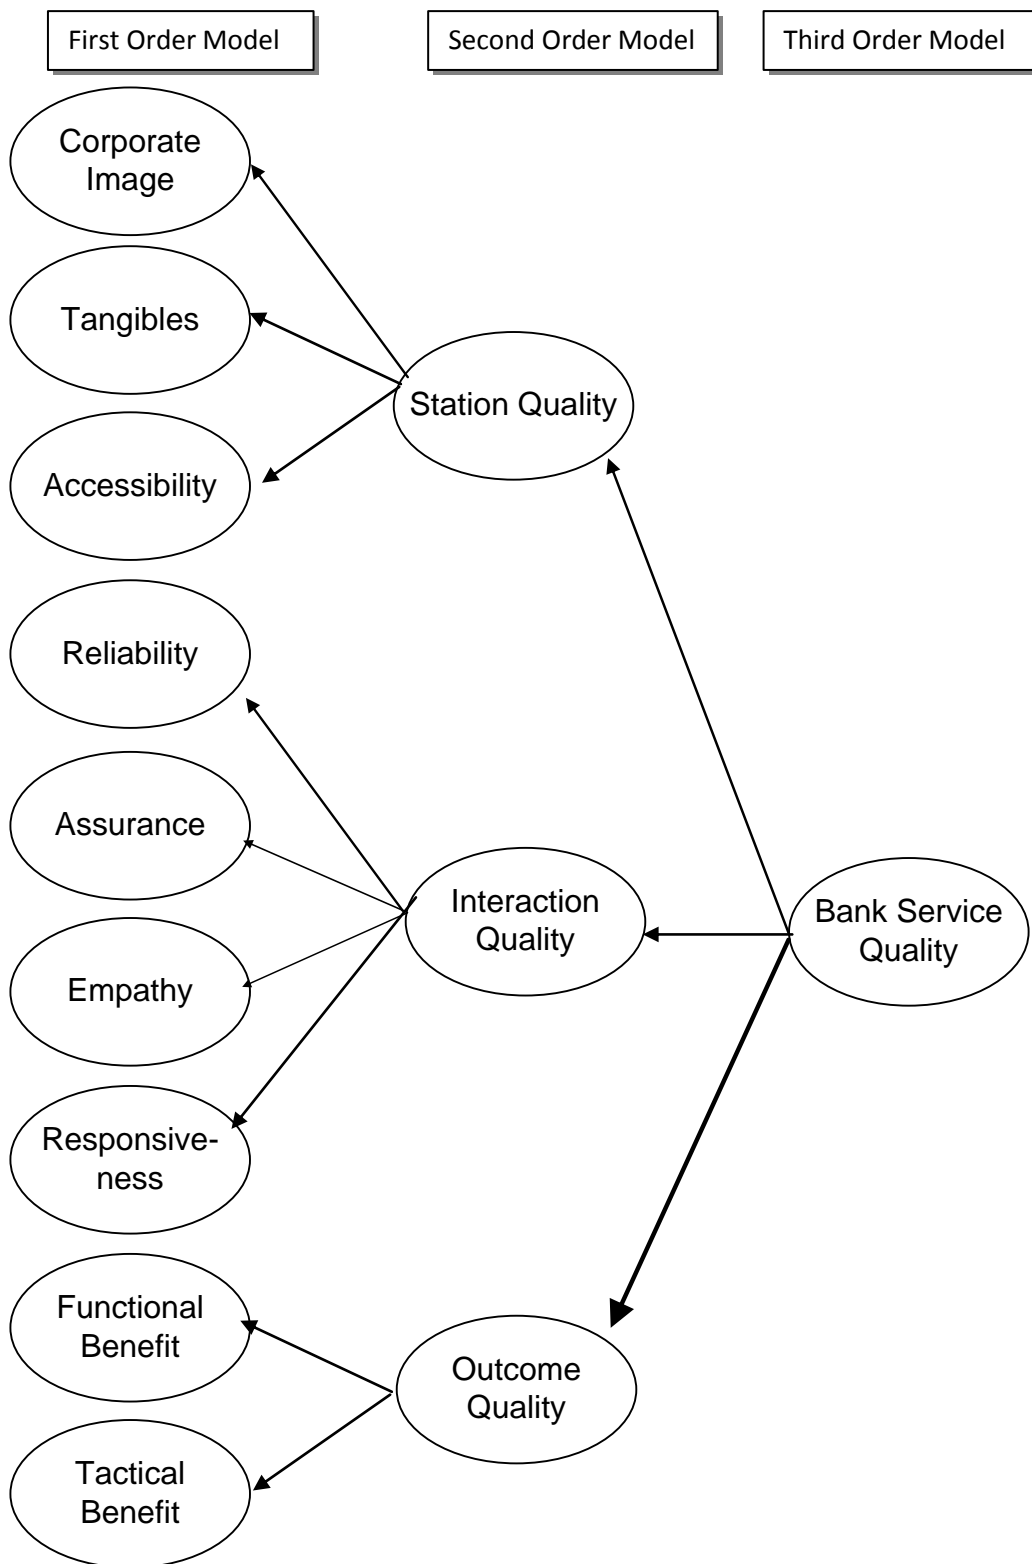 First Order Model
Second Order Model
Third Order Model
Corporate
Image
Tangibles
Accessibility
Station Quality
Reliability
Assurance
Empathy
Responsive-
ness
Interaction
Quality
Bank Service
Quality
Functional
Benefit
Tactical
Benefit
Outcome
Quality